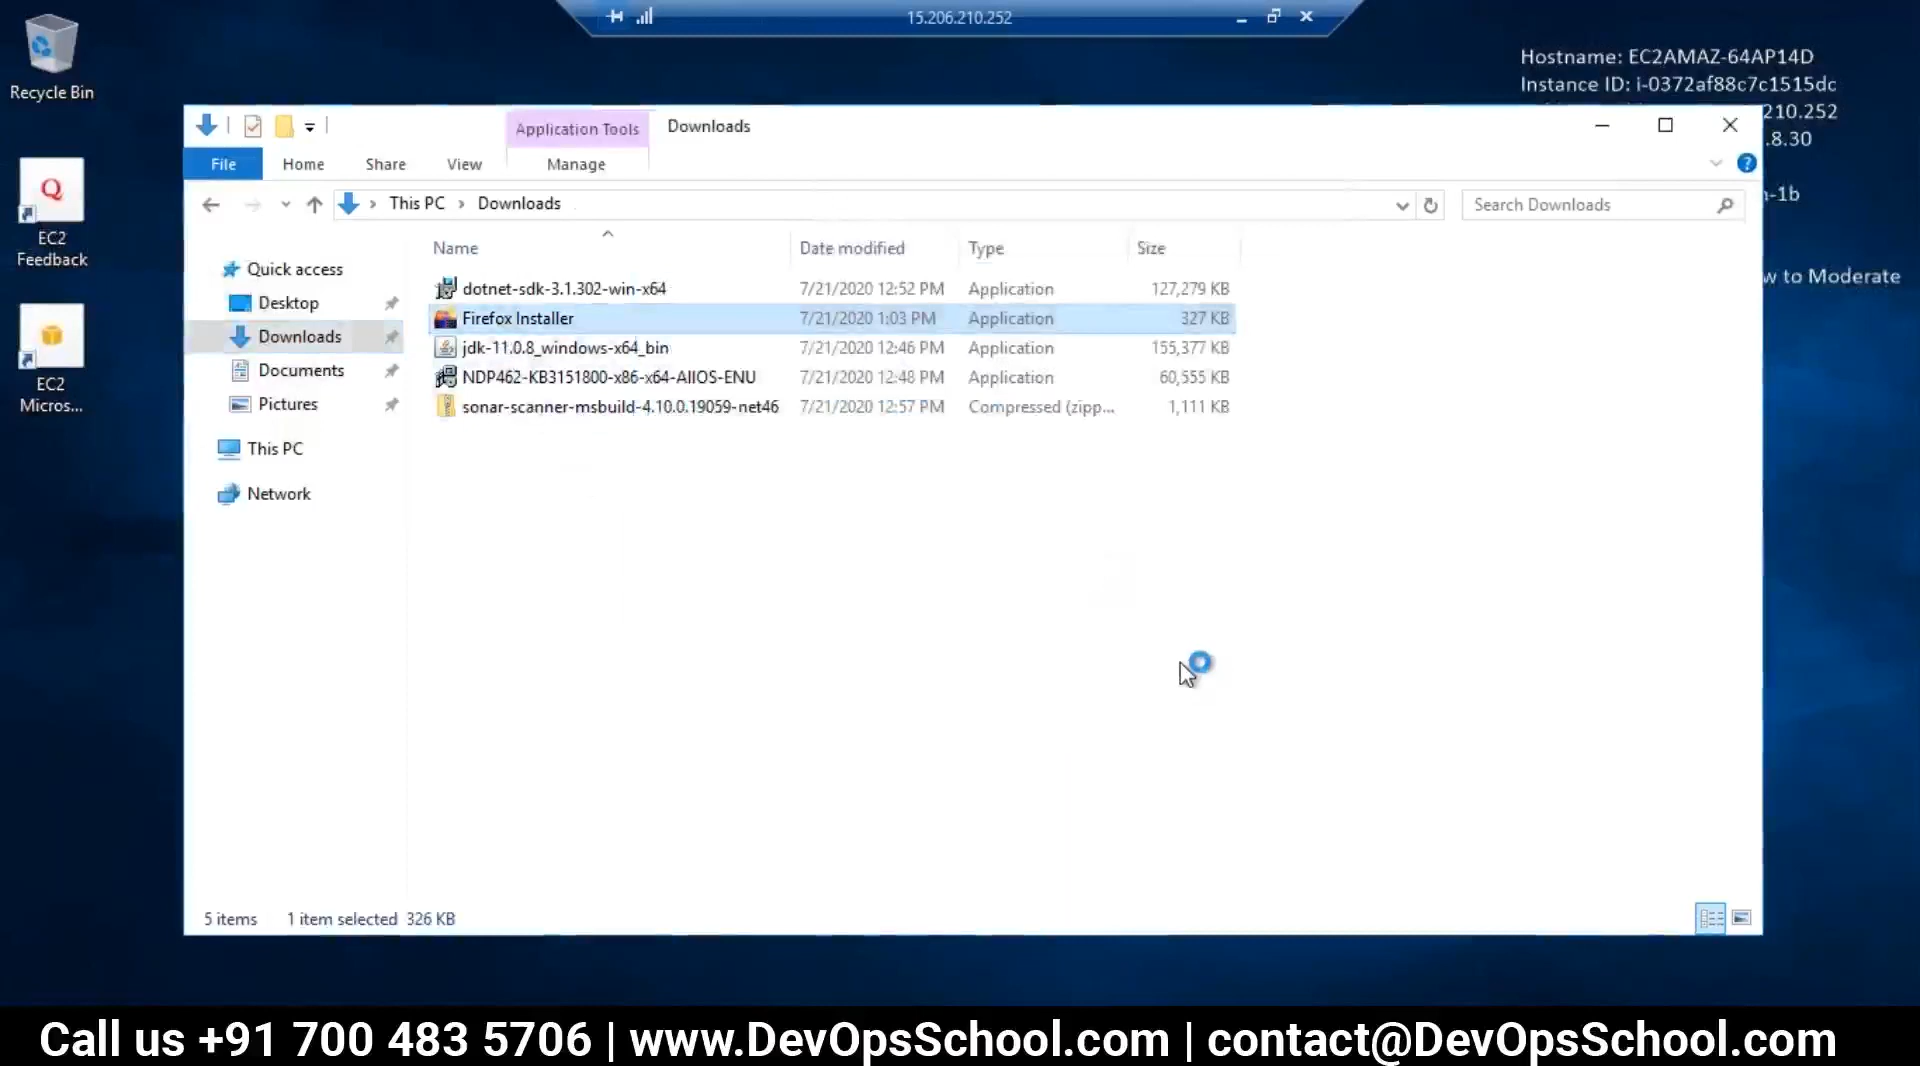 15.206.210.252
Recycle Bin
Hostname: EC2AMAZ-64AP14D
Instance ID: i-0372af88c7c1515dc
210.252
.8.30
n-1b
w to Moderate
EC2
Feedback
EC2
Micros...
Application Tools
Downloads
File
Home
Share
View
Manage
This PC
Downloads
Search Downloads
Name
Date modified
Type
Size
Quick access
Desktop
Downloads
Documents
Pictures
This PC
Network
dotnet-sdk-3.1.302-win-x64 7/21/2020 12:52 PM Application 127,279 KB
Firefox Installer 7/21/2020 1:03 PM Application 327 KB
jdk-11.0.8_windows-x64_bin 7/21/2020 12:46 PM Application 155,377 KB
NDP462-KB3151800-x86-x64-AllOS-ENU 7/21/2020 12:48 PM Application 60,555 KB
sonar-scanner-msbuild-4.10.0.19059-net46 7/21/2020 12:57 PM Compressed (zipp... 1,111 KB
5 items 1 item selected 326 KB
Call us +91 700 483 5706 | www.DevOpsSchool.com | contact@DevOpsSchool.com